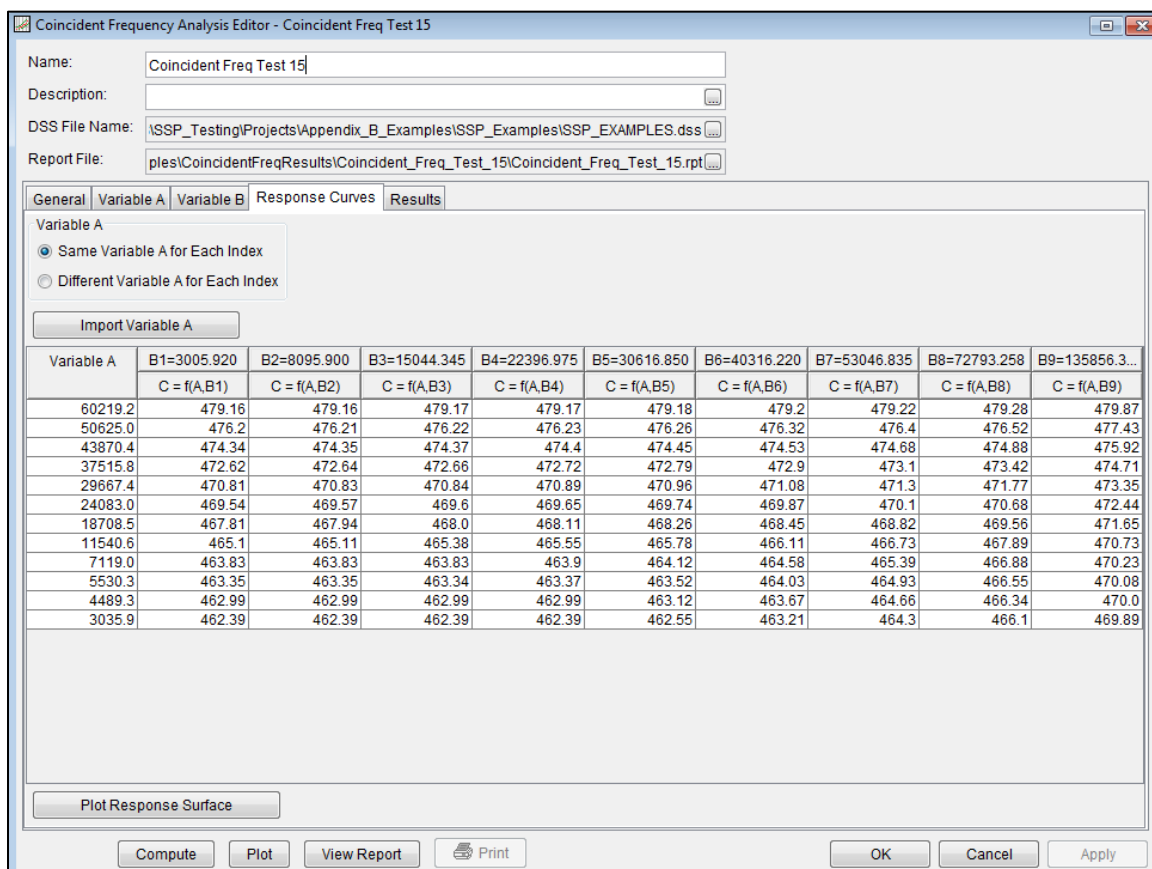 Coincident Frequency Analysis Editor - Coincident Freq Test 15
Name: Coincident Freq Test 15
Description: ...
DSS File Name: \SSP_Testing\Projects\Appendix_B_Examples\SSP_Examples\SSP_EXAMPLES.dss ...
Report File: ples\CoincidentFreqResults\Coincident_Freq_Test_15\Coincident_Freq_Test_15.rpt ...
General Variable A Variable B Response Curves Results
Variable A
Same Variable A for Each Index
Different Variable A for Each Index
Import Variable A
Variable A B1=3005.920 B2=8095.900 B3=15044.345 B4=22396.975 B5=30616.850 B6=40316.220 B7=53046.835 B8=72793.258 B9=135856.3...
C = f(A,B1) C = f(A,B2) C = f(A,B3) C = f(A,B4) C = f(A,B5) C = f(A,B6) C = f(A,B7) C = f(A,B8) C = f(A,B9)
60219.2 479.16 479.16 479.17 479.17 479.18 479.2 479.22 479.28 479.87
50625.0 476.2 476.21 476.22 476.23 476.26 476.32 476.4 476.52 477.43
43870.4 474.34 474.35 474.37 474.4 474.45 474.53 474.68 474.88 475.92
37515.8 472.62 472.64 472.66 472.72 472.79 472.9 473.1 473.42 474.71
29667.4 470.81 470.83 470.84 470.89 470.96 471.08 471.3 471.77 473.35
24083.0 469.54 469.57 469.6 469.65 469.74 469.87 470.1 470.68 472.44
18708.5 467.81 467.94 468.0 468.11 468.26 468.45 468.82 469.56 471.65
11540.6 465.1 465.11 465.38 465.55 465.78 466.11 466.73 467.89 470.73
7119.0 463.83 463.83 463.83 463.9 464.12 464.58 465.39 466.88 470.23
5530.3 463.35 463.35 463.34 463.37 463.52 464.03 464.93 466.55 470.08
4489.3 462.99 462.99 462.99 462.99 463.12 463.67 464.66 466.34 470.0
3035.9 462.39 462.39 462.39 462.39 462.55 463.21 464.3 466.1 469.89
Plot Response Surface
Compute Plot View Report Print OK Cancel Apply